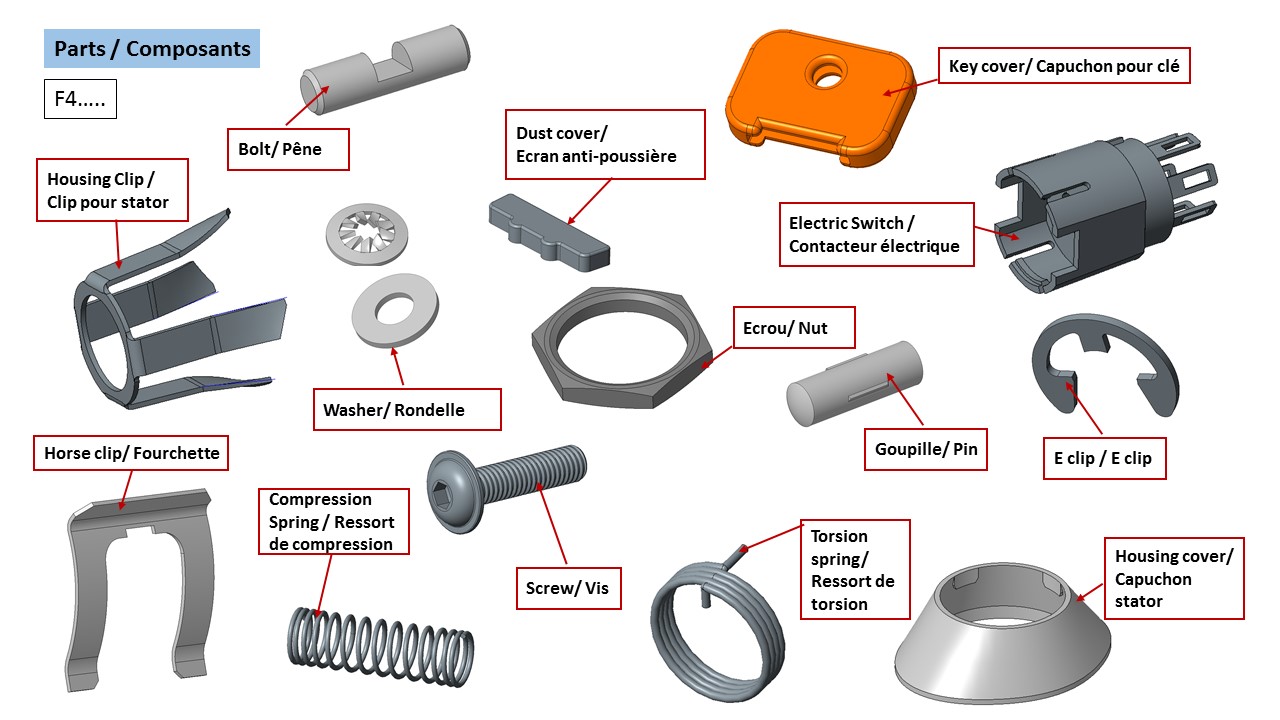 Parts / Composants
F4.....
Bolt/ Pêne
Key cover/ Capuchon pour clé
Dust cover/
Ecran anti-poussière
Housing Clip /
Clip pour stator
Electric Switch /
Contacteur électrique
Ecrou/ Nut
Washer/ Rondelle
Goupille/ Pin
E clip / E clip
Horse clip/ Fourchette
Compression
Spring / Ressort
de compression
Screw/ Vis
Torsion
spring/
Ressort de
torsion
Housing cover/
Capuchon
stator